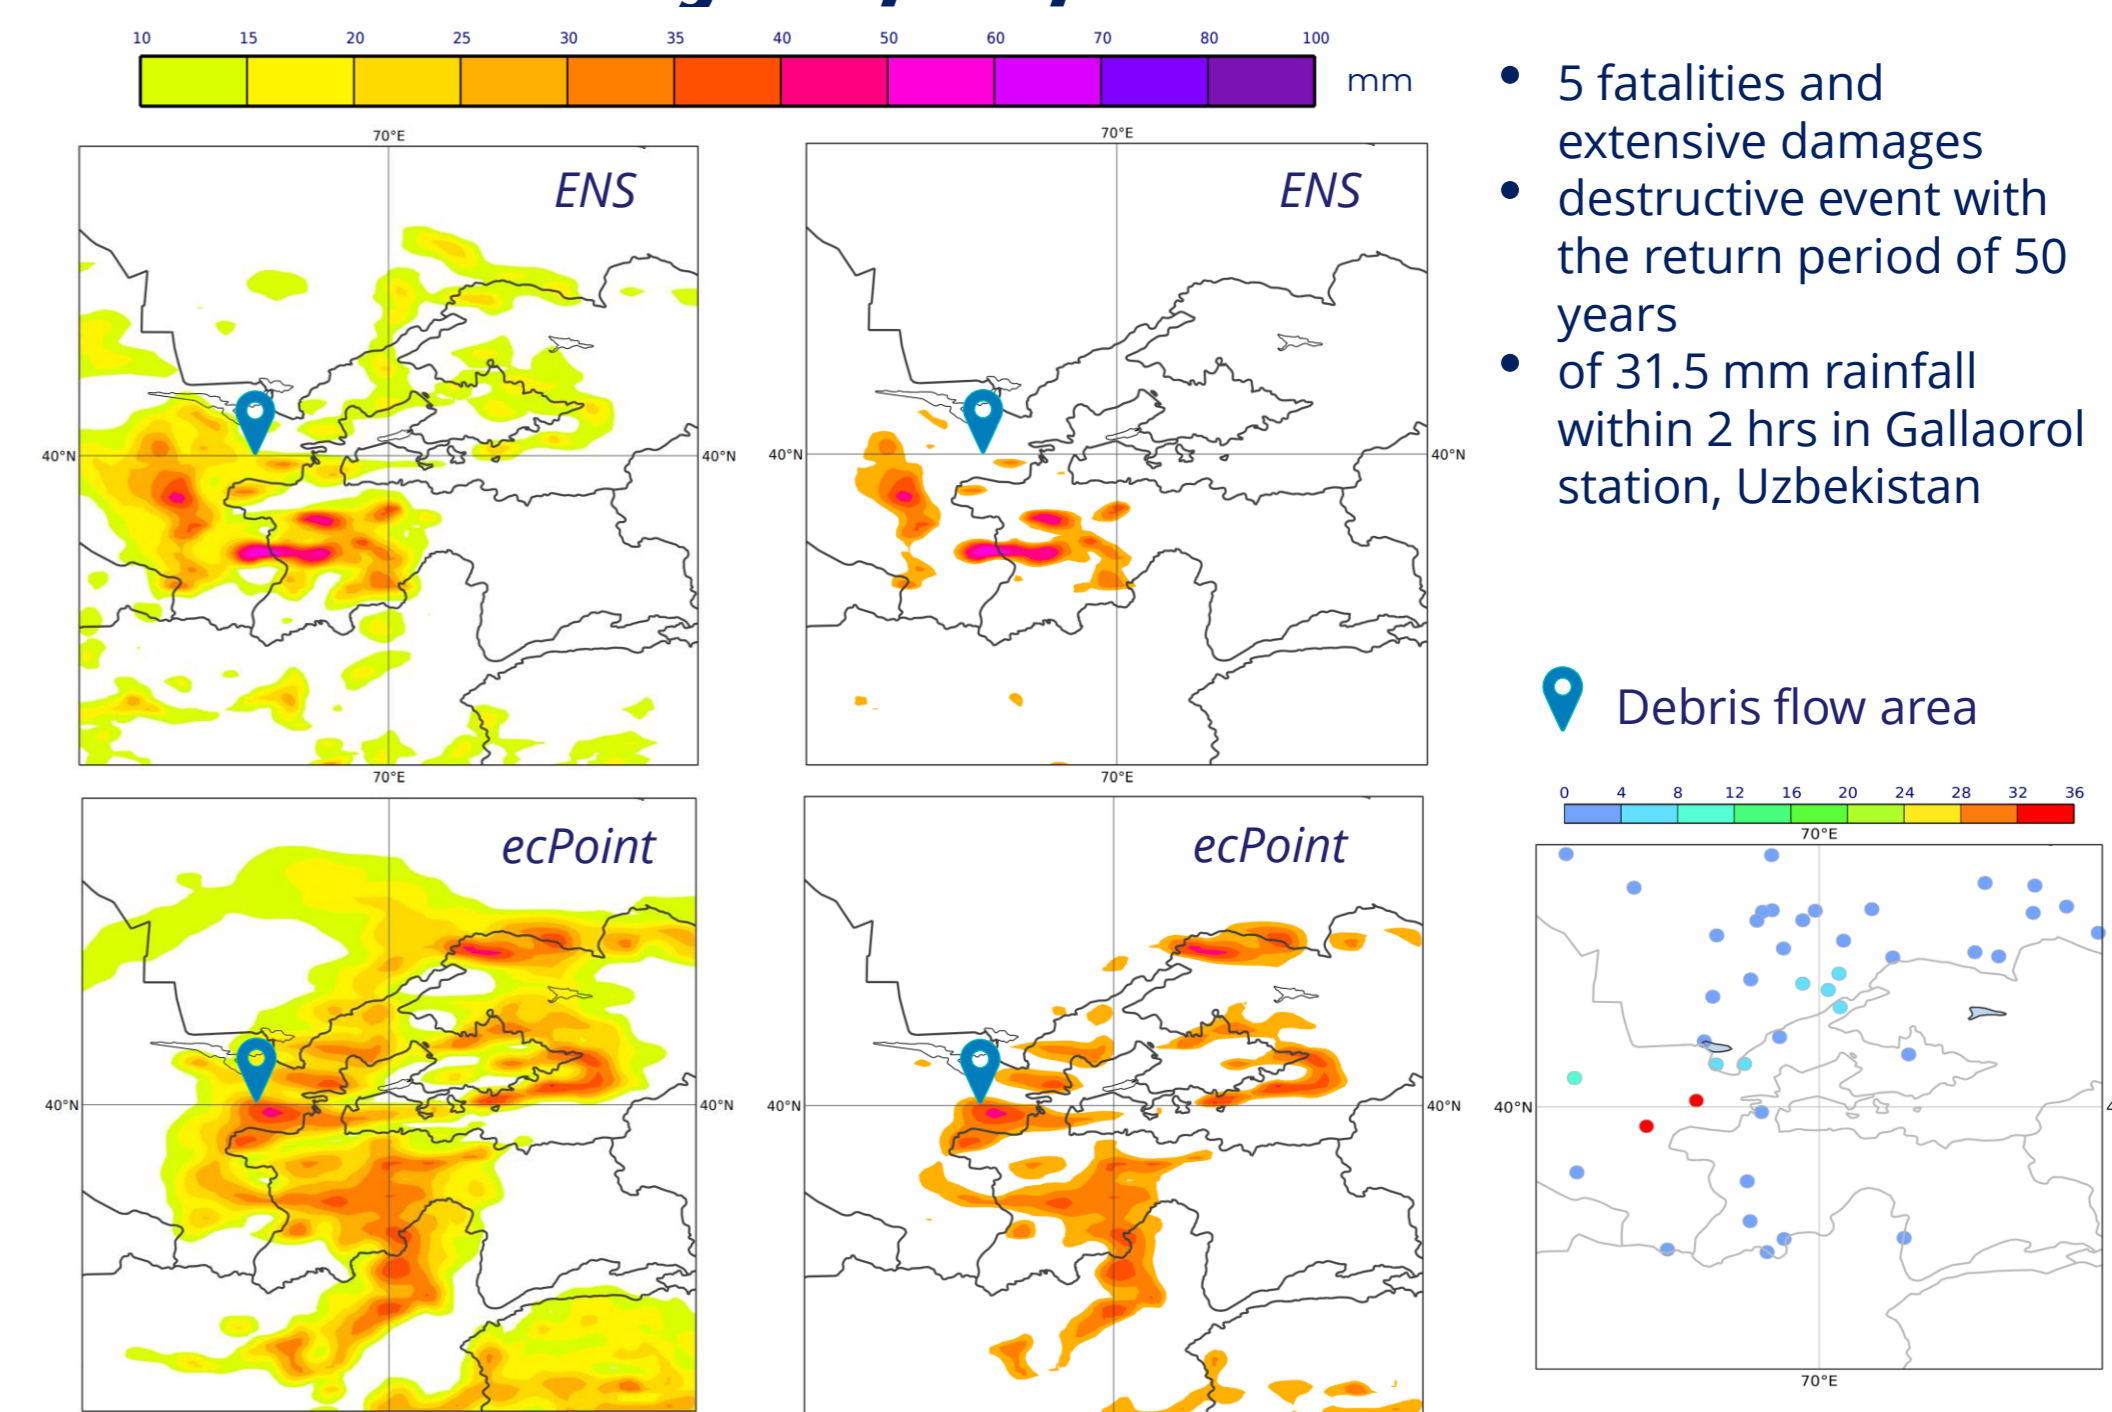 10 15 20 25 30 35 40 50 60 70 80 100
mm
70°E
70°E
ENS
ENS
40°N
40°N
40°N
40°N
70°E
70°E
ecPoint
ecPoint
40°N
40°N
40°N
40°N
• 5 fatalities and
extensive damages
• destructive event with
the return period of 50
years
• of 31.5 mm rainfall
within 2 hrs in Gallaorol
station, Uzbekistan
Debris flow area
0 4 8 12 16 20 24 28 32 36
70°E
40°N
70°E